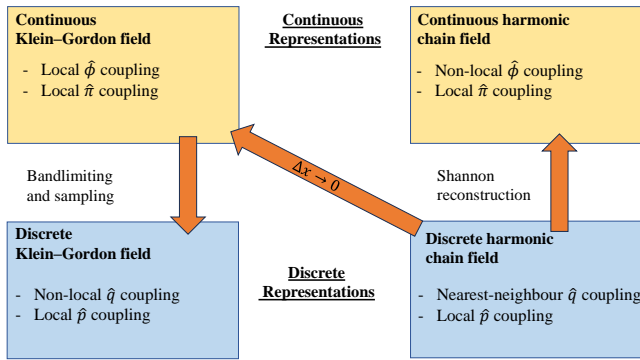 Continuous
Klein–Gordon field
- Local ϕ̂ coupling
- Local π̂ coupling
Continuous
Representations
Continuous harmonic
chain field
- Non-local ϕ̂ coupling
- Local π̂ coupling
Bandlimiting
and sampling
Δx → 0
Shannon
reconstruction
Discrete
Klein–Gordon field
- Non-local q̂ coupling
- Local p̂ coupling
Discrete
Representations
Discrete harmonic
chain field
- Nearest-neighbour q̂ coupling
- Local p̂ coupling